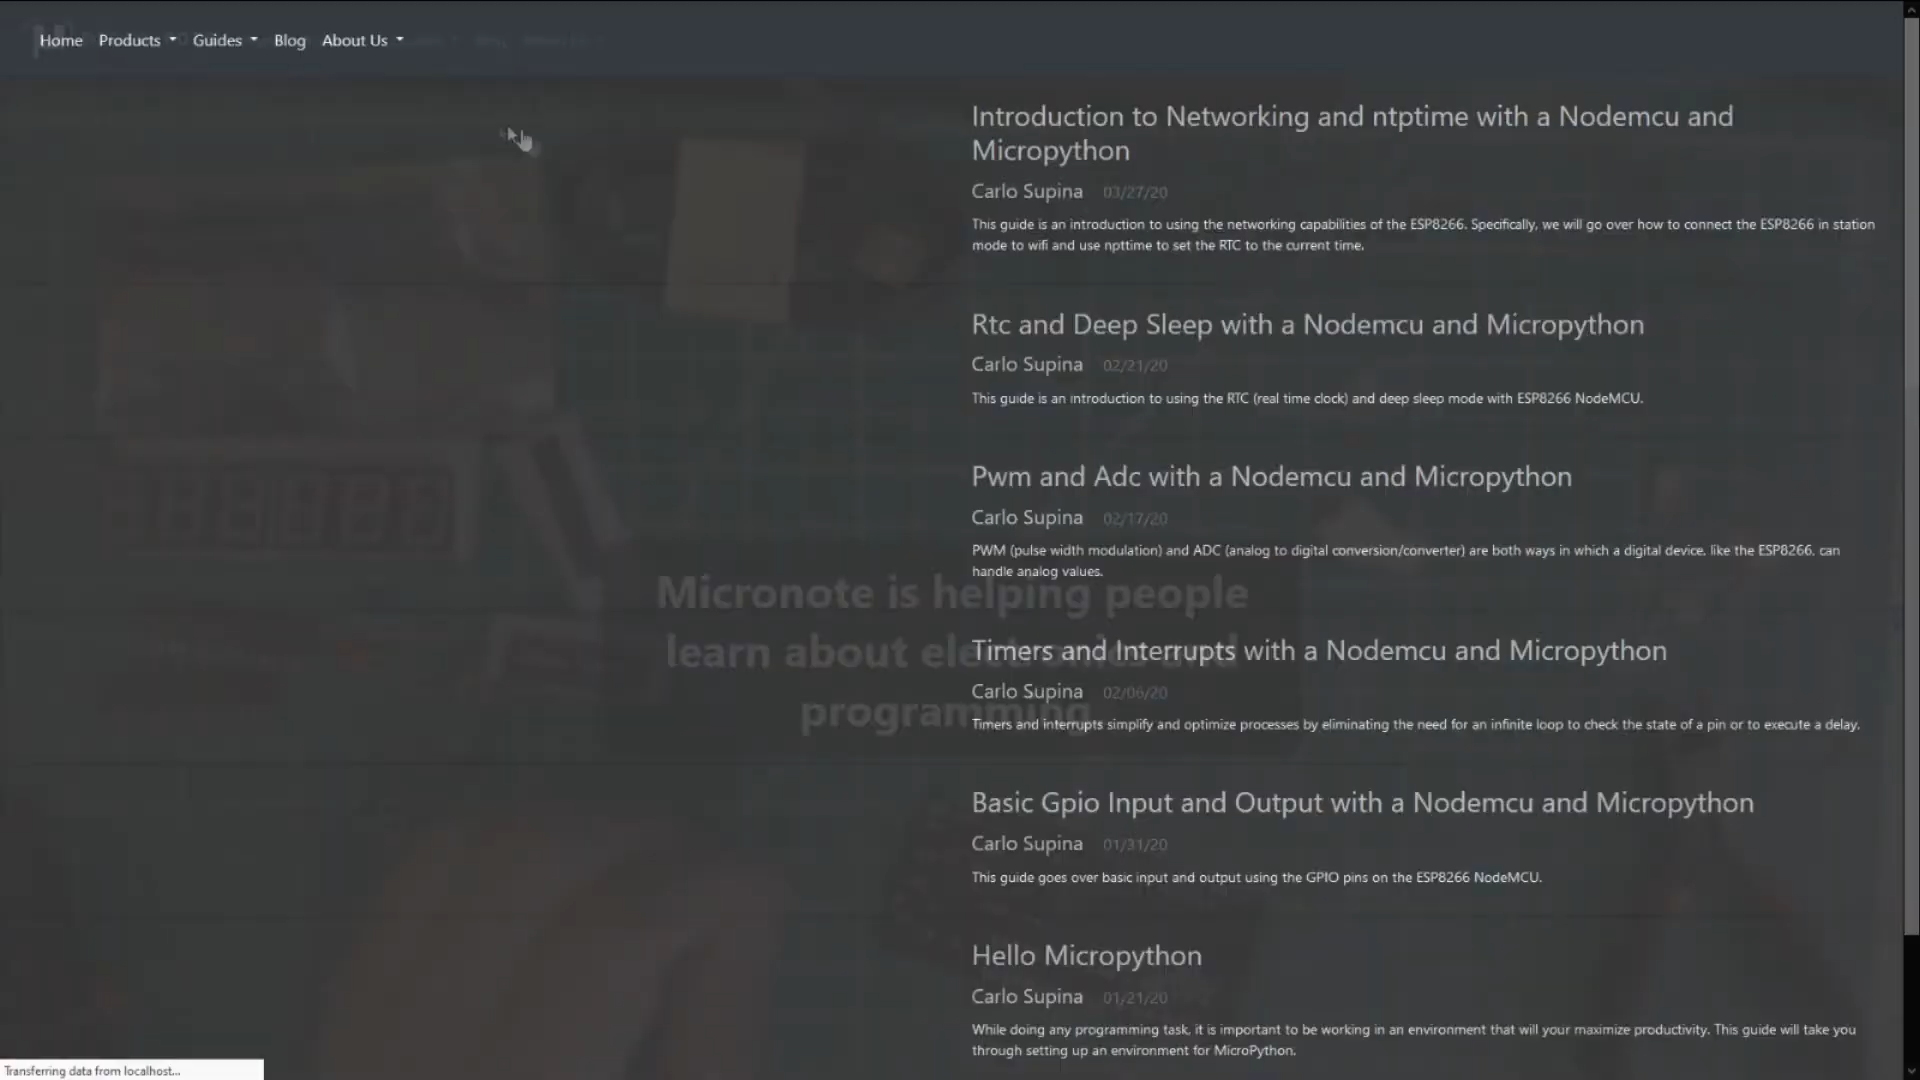 Home Products Guides Blog About Us
Introduction to Networking and ntptime with a Nodemcu and
Micropython
Carlo Supina 03/27/20
This guide is an introduction to using the networking capabilities of the ESP8266. Specifically, we will go over how to connect the ESP8266 in station
mode to wifi and use npttime to set the RTC to the current time.
Rtc and Deep Sleep with a Nodemcu and Micropython
Carlo Supina 02/21/20
This guide is an introduction to using the RTC (real time clock) and deep sleep mode with ESP8266 NodeMCU.
Pwm and Adc with a Nodemcu and Micropython
Carlo Supina 02/17/20
PWM (pulse width modulation) and ADC (analog to digital conversion/converter) are both ways in which a digital device, like the ESP8266, can
handle analog values.
Micronote is helping people
learn about electronics and
programming
Timers and Interrupts with a Nodemcu and Micropython
Carlo Supina 02/06/20
Timers and interrupts simplify and optimize processes by eliminating the need for an infinite loop to check the state of a pin or to execute a delay.
Basic Gpio Input and Output with a Nodemcu and Micropython
Carlo Supina 01/31/20
This guide goes over basic input and output using the GPIO pins on the ESP8266 NodeMCU.
Hello Micropython
Carlo Supina 01/21/20
While doing any programming task, it is important to be working in an environment that will your maximize productivity. This guide will take you
through setting up an environment for MicroPython.
Transferring data from localhost...